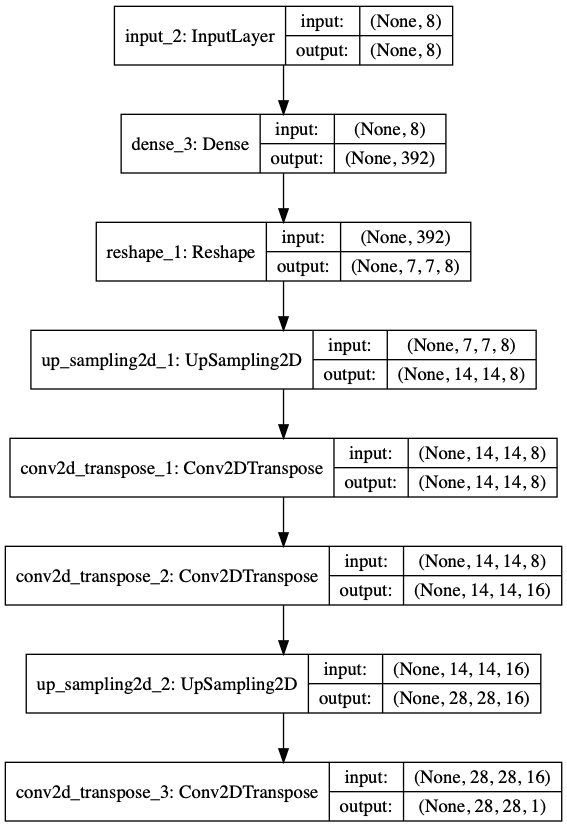 input_2: InputLayer
input:
(None, 8)
output:
(None, 8)
dense_3: Dense
input:
(None, 8)
output:
(None, 392)
reshape_1: Reshape
input:
(None, 392)
output:
(None, 7, 7, 8)
up_sampling2d_1: UpSampling2D
input:
(None, 7, 7, 8)
output:
(None, 14, 14, 8)
conv2d_transpose_1: Conv2DTranspose
input:
(None, 14, 14, 8)
output:
(None, 14, 14, 8)
conv2d_transpose_2: Conv2DTranspose
input:
(None, 14, 14, 8)
output:
(None, 14, 14, 16)
up_sampling2d_2: UpSampling2D
input:
(None, 14, 14, 16)
output:
(None, 28, 28, 16)
conv2d_transpose_3: Conv2DTranspose
input:
(None, 28, 28, 16)
output:
(None, 28, 28, 1)